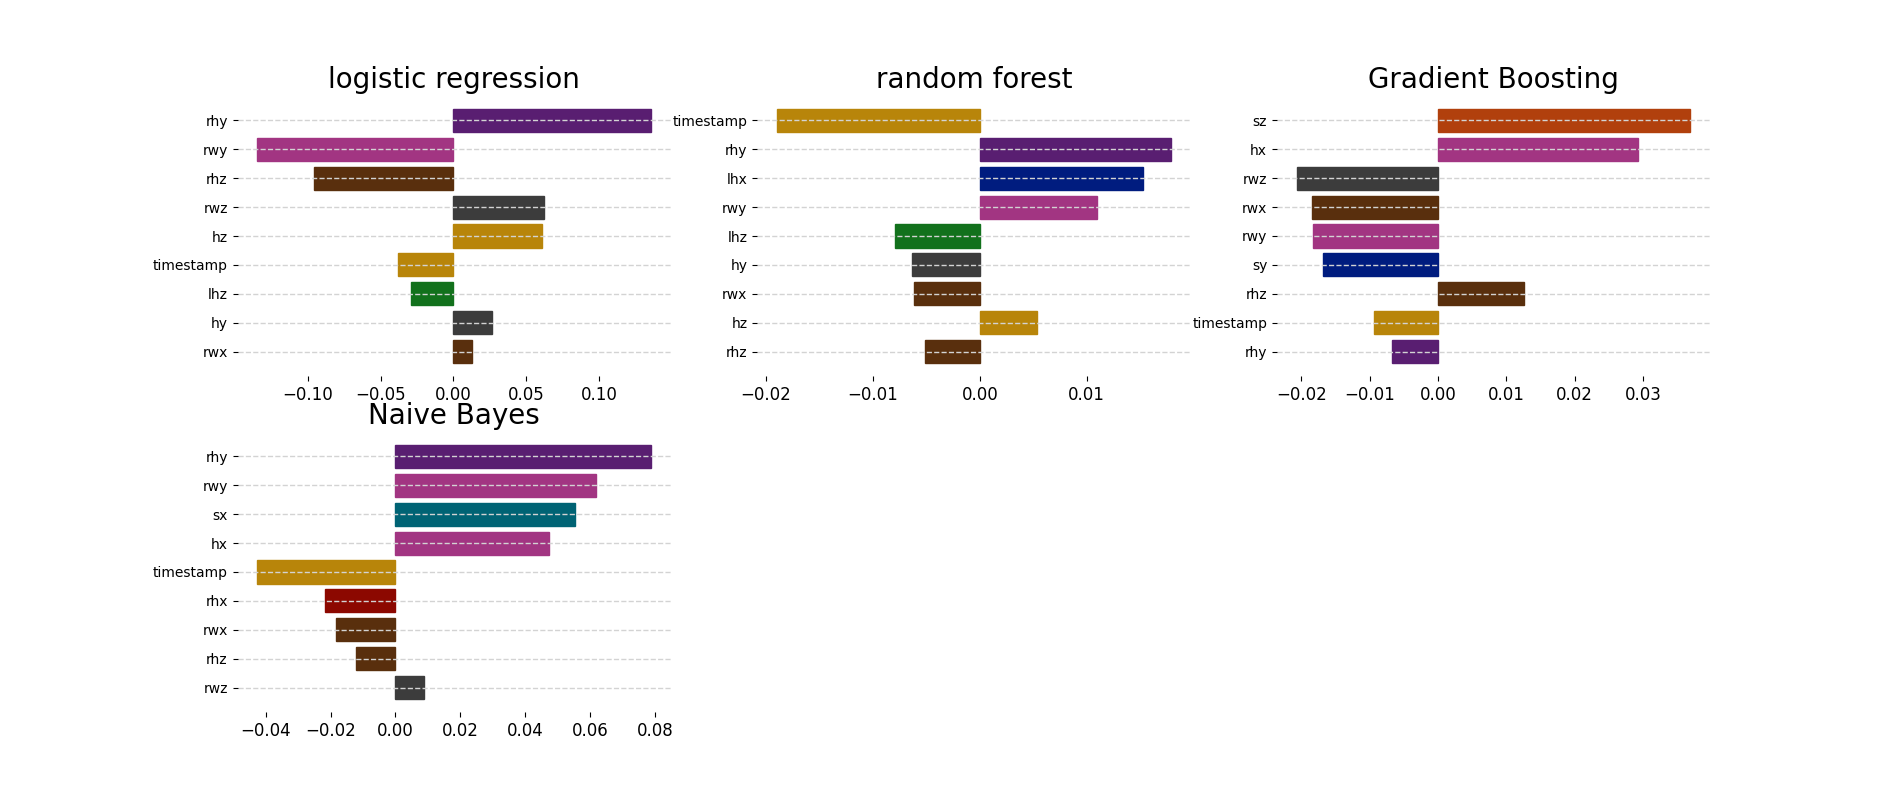 logistic regression
rhy
rwy
rhz
rwz
hz
timestamp
lhz
hy
rwx
−0.10 −0.05 0.00 0.05 0.10
random forest
timestamp
rhy
lhx
rwy
lhz
hy
rwx
hz
rhz
−0.02 −0.01 0.00 0.01
Gradient Boosting
sz
hx
rwz
rwx
rwy
sy
rhz
timestamp
rhy
−0.02 −0.01 0.00 0.01 0.02 0.03
Naive Bayes
rhy
rwy
sx
hx
timestamp
rhx
rwx
rhz
rwz
−0.04 −0.02 0.00 0.02 0.04 0.06 0.08